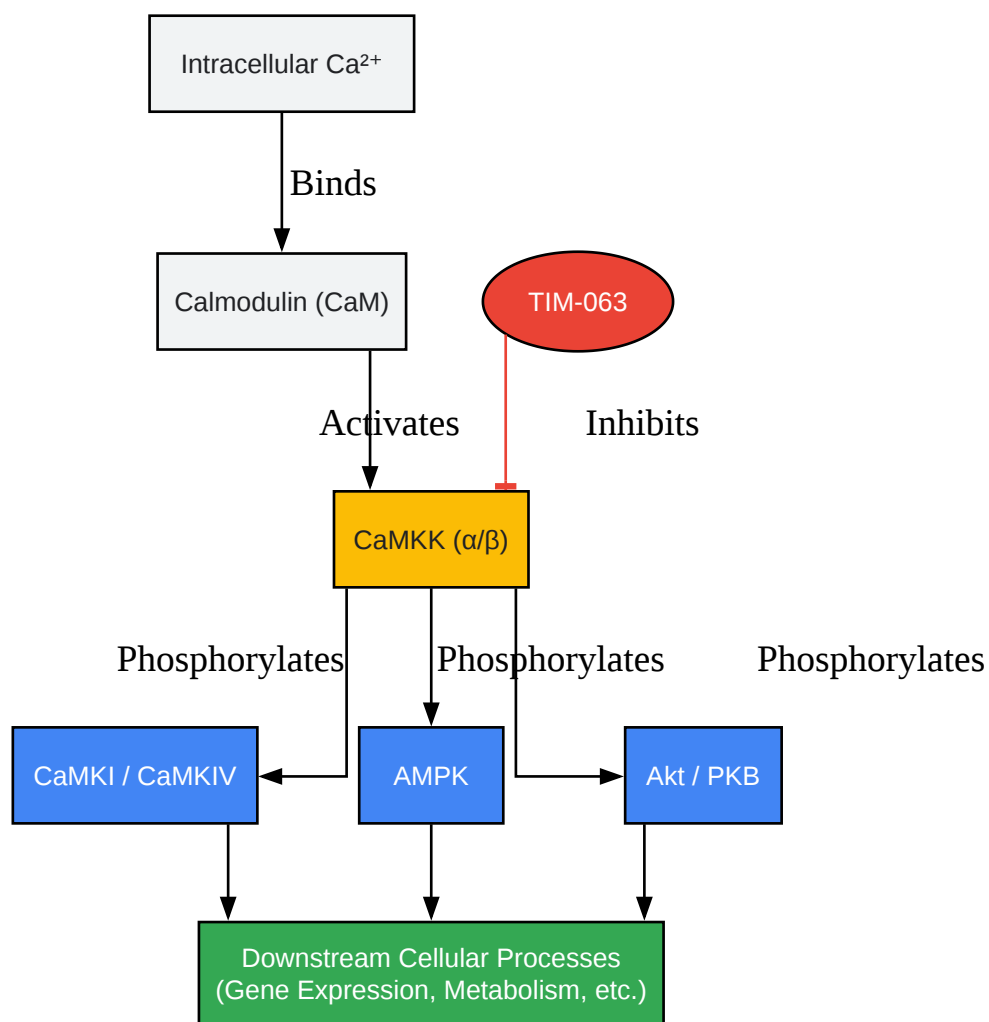 Intracellular Ca²⁺
Binds
Calmodulin (CaM)
TIM-063
Activates
Inhibits
CaMKK (α/β)
Phosphorylates
Phosphorylates
Phosphorylates
CaMKI / CaMKIV
AMPK
Akt / PKB
Downstream Cellular Processes
(Gene Expression, Metabolism, etc.)